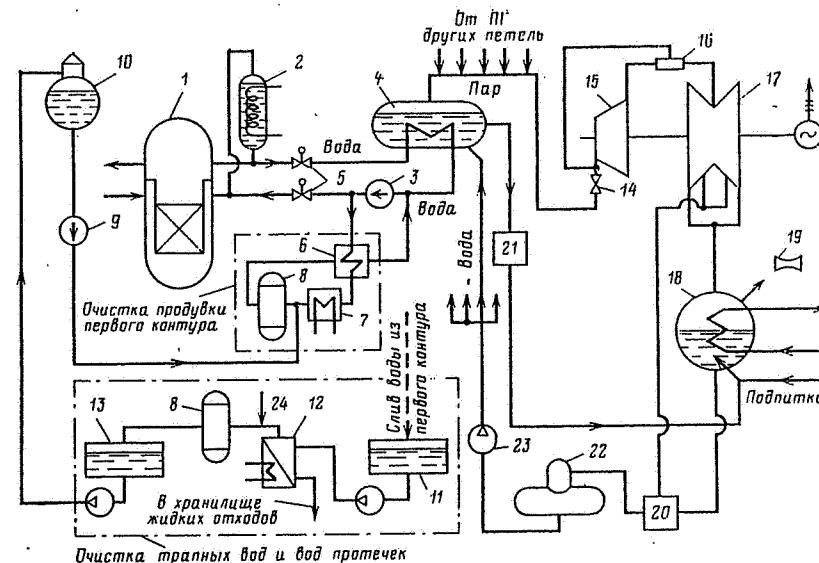 От ПГ
других петель
10
1
2
4
Пар
15
16
17
Вода
5
3
Вода
14
9
6
8
7
Очистка продувки
первого контура
21
Вода
19
18
Слив воды из
первого контура
Подпитка
13
8
24
12
11
23
22
20
В хранилище
жидких отходов
Очистка трапных вод и вод протечек